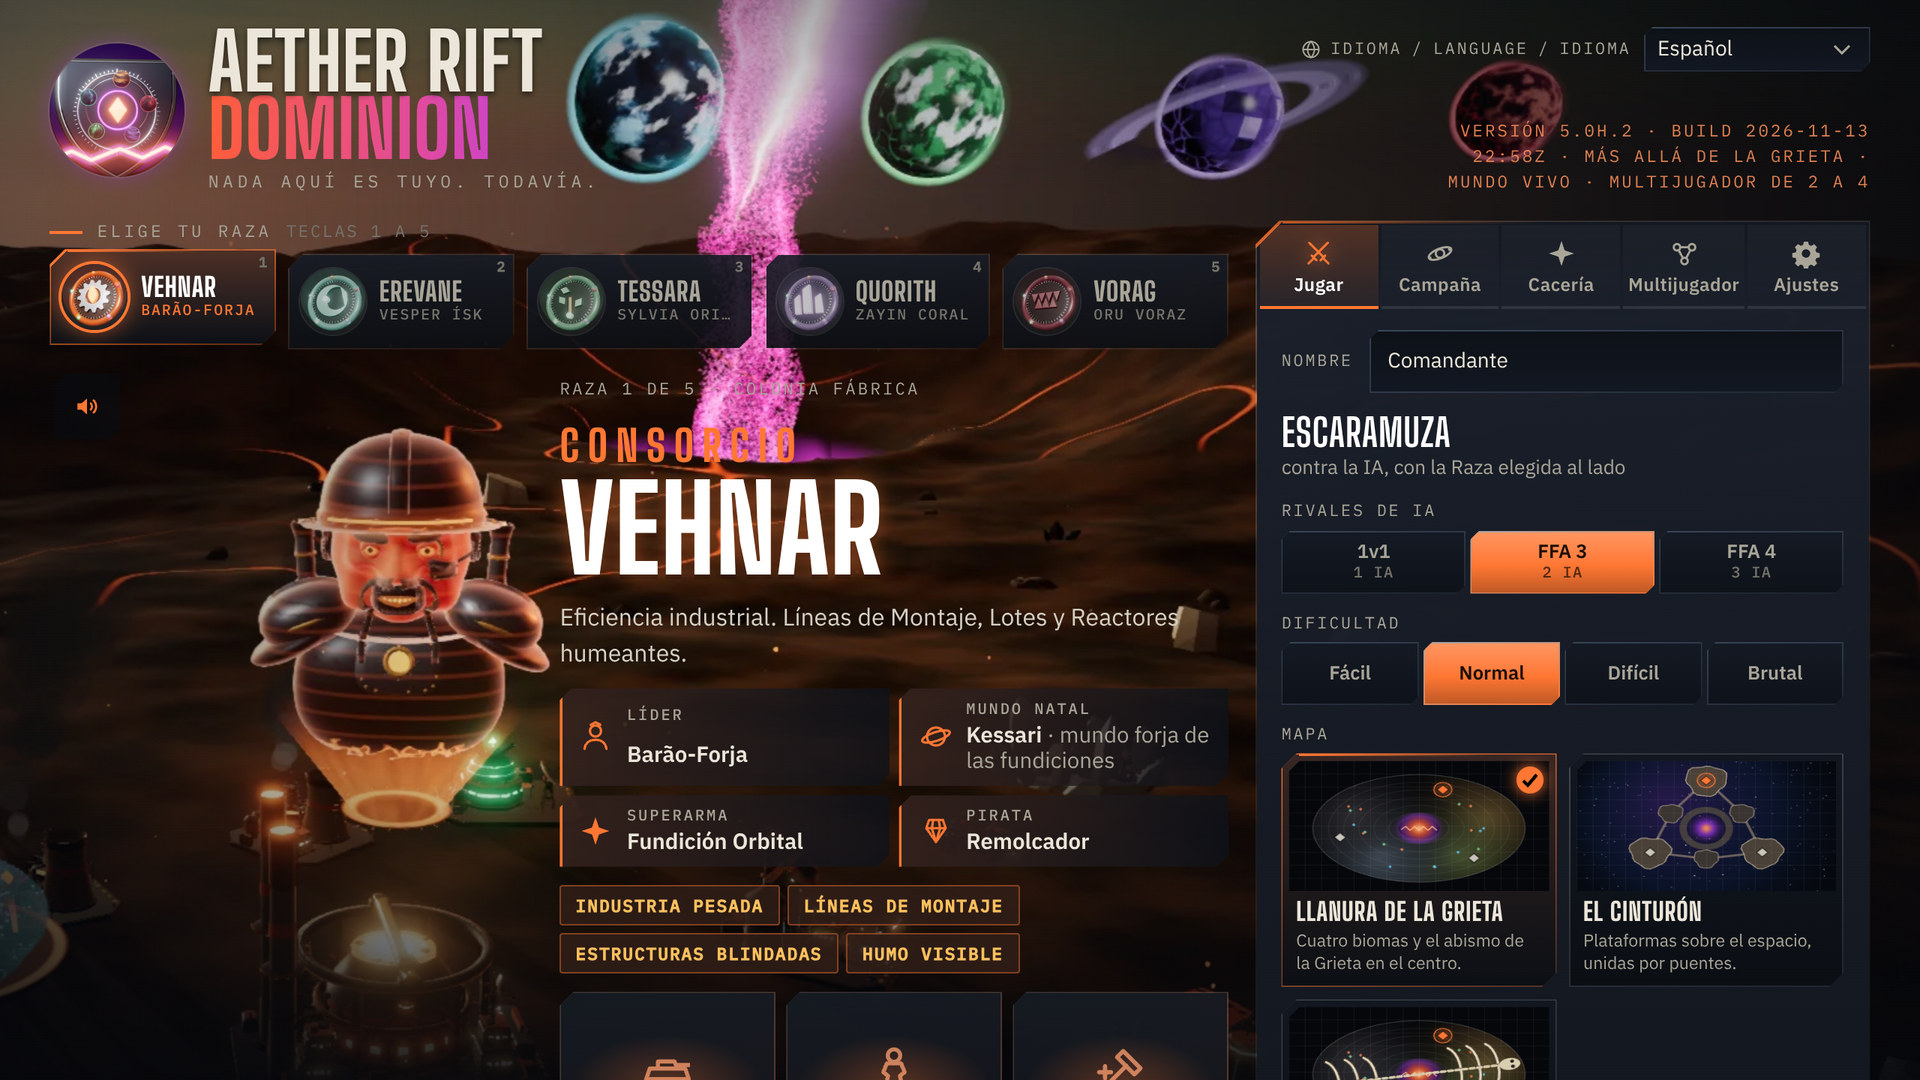 AETHER RIFT
DOMINION
NADA AQUÍ ES TUYO. TODAVÍA.
IDIOMA / LANGUAGE / IDIOMA
Español
VERSIÓN 5.0H.2 · BUILD 2026-11-13
22:58Z · MÁS ALLÁ DE LA GRIETA ·
MUNDO VIVO · MULTIJUGADOR DE 2 A 4
ELIGE TU RAZA TECLAS 1 A 5
VEHNAR
BARÃO-FORJA
1
EREVANE
VESPER ÍSK
2
TESSARA
SYLVIA ORI…
3
QUORITH
ZAYIN CORAL
4
VORAG
ORU VORAZ
5
RAZA 1 DE 5 · COLONIA FÁBRICA
CONSORCIO
VEHNAR
Eficiencia industrial. Líneas de Montaje, Lotes y Reactores
humeantes.
LÍDER
Barão-Forja
MUNDO NATAL
Kessari · mundo forja de
las fundiciones
SUPERARMA
Fundición Orbital
PIRATA
Remolcador
INDUSTRIA PESADA
LÍNEAS DE MONTAJE
ESTRUCTURAS BLINDADAS
HUMO VISIBLE
Jugar
Campaña
Cacería
Multijugador
Ajustes
NOMBRE
Comandante
ESCARAMUZA
contra la IA, con la Raza elegida al lado
RIVALES DE IA
1v1
1 IA
FFA 3
2 IA
FFA 4
3 IA
DIFICULTAD
Fácil
Normal
Difícil
Brutal
MAPA
LLANURA DE LA GRIETA
Cuatro biomas y el abismo de
la Grieta en el centro.
EL CINTURÓN
Plataformas sobre el espacio,
unidas por puentes.